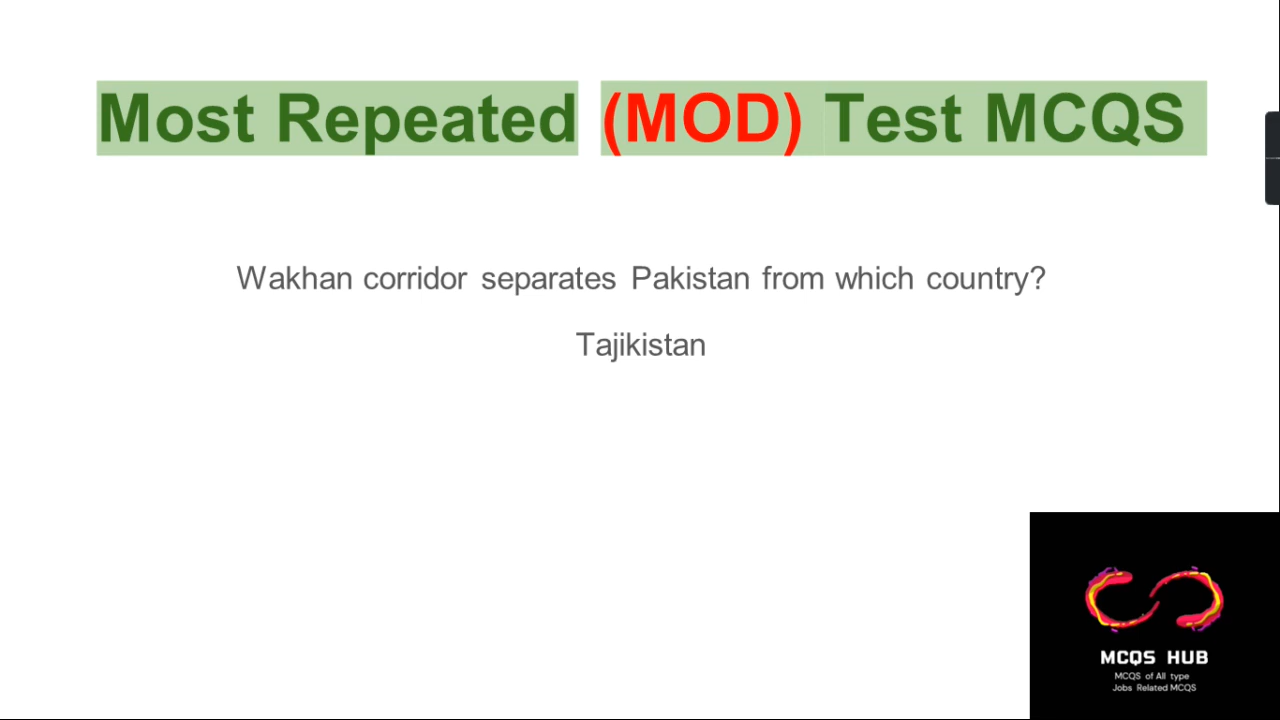 Most Repeated (MOD) Test MCQS
Wakhan corridor separates Pakistan from which country?
Tajikistan
MCQS HUB
MCQS of All type
Jobs Related MCQS